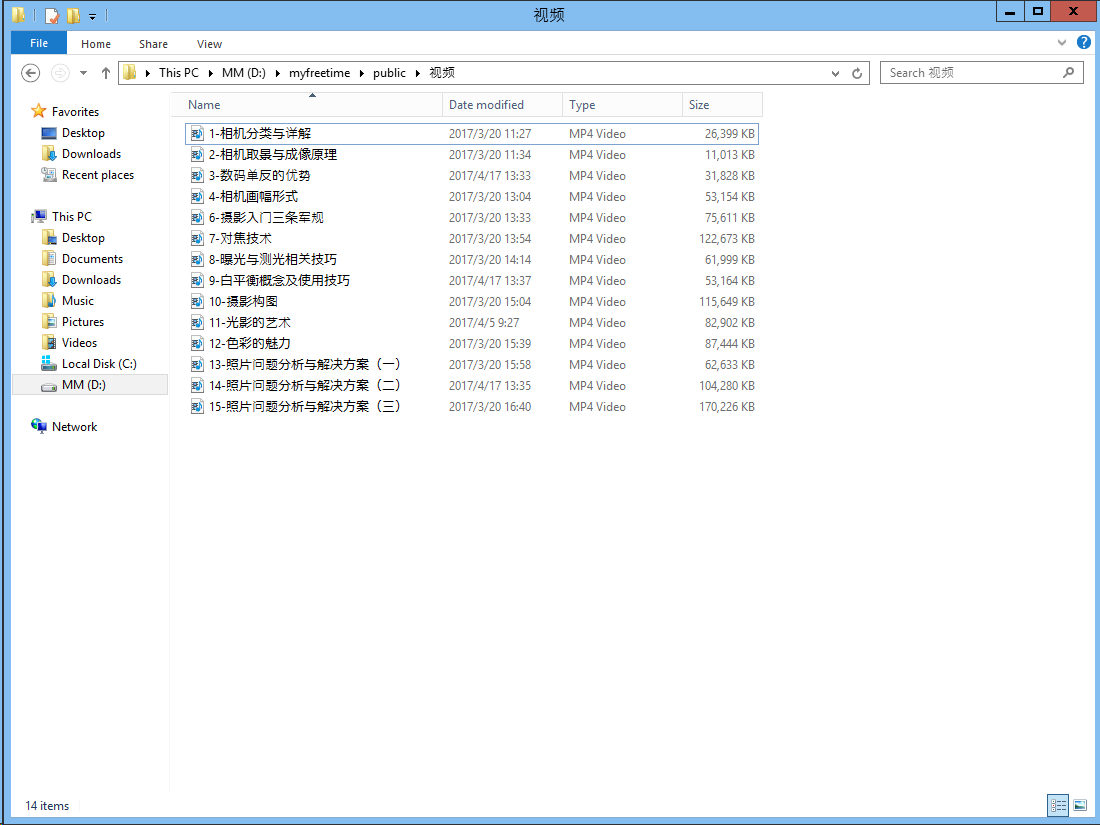 视频
File Home Share View
This PC MM (D:) myfreetime public 视频 Search 视频
Favorites
Desktop
Downloads
Recent places
This PC
Desktop
Documents
Downloads
Music
Pictures
Videos
Local Disk (C:)
MM (D:)
Network
Name Date modified Type Size
1-相机分类与详解 2017/3/20 11:27 MP4 Video 26,399 KB
2-相机取景与成像原理 2017/3/20 11:34 MP4 Video 11,013 KB
3-数码单反的优势 2017/4/17 13:33 MP4 Video 31,828 KB
4-相机画幅形式 2017/3/20 13:04 MP4 Video 53,154 KB
6-摄影入门三条军规 2017/3/20 13:33 MP4 Video 75,611 KB
7-对焦技术 2017/3/20 13:54 MP4 Video 122,673 KB
8-曝光与测光相关技巧 2017/3/20 14:14 MP4 Video 61,999 KB
9-白平衡概念及使用技巧 2017/4/17 13:37 MP4 Video 53,164 KB
10-摄影构图 2017/3/20 15:04 MP4 Video 115,649 KB
11-光影的艺术 2017/4/5 9:27 MP4 Video 82,902 KB
12-色彩的魅力 2017/3/20 15:39 MP4 Video 87,444 KB
13-照片问题分析与解决方案（一） 2017/3/20 15:58 MP4 Video 62,633 KB
14-照片问题分析与解决方案（二） 2017/4/17 13:35 MP4 Video 104,280 KB
15-照片问题分析与解决方案（三） 2017/3/20 16:40 MP4 Video 170,226 KB
14 items